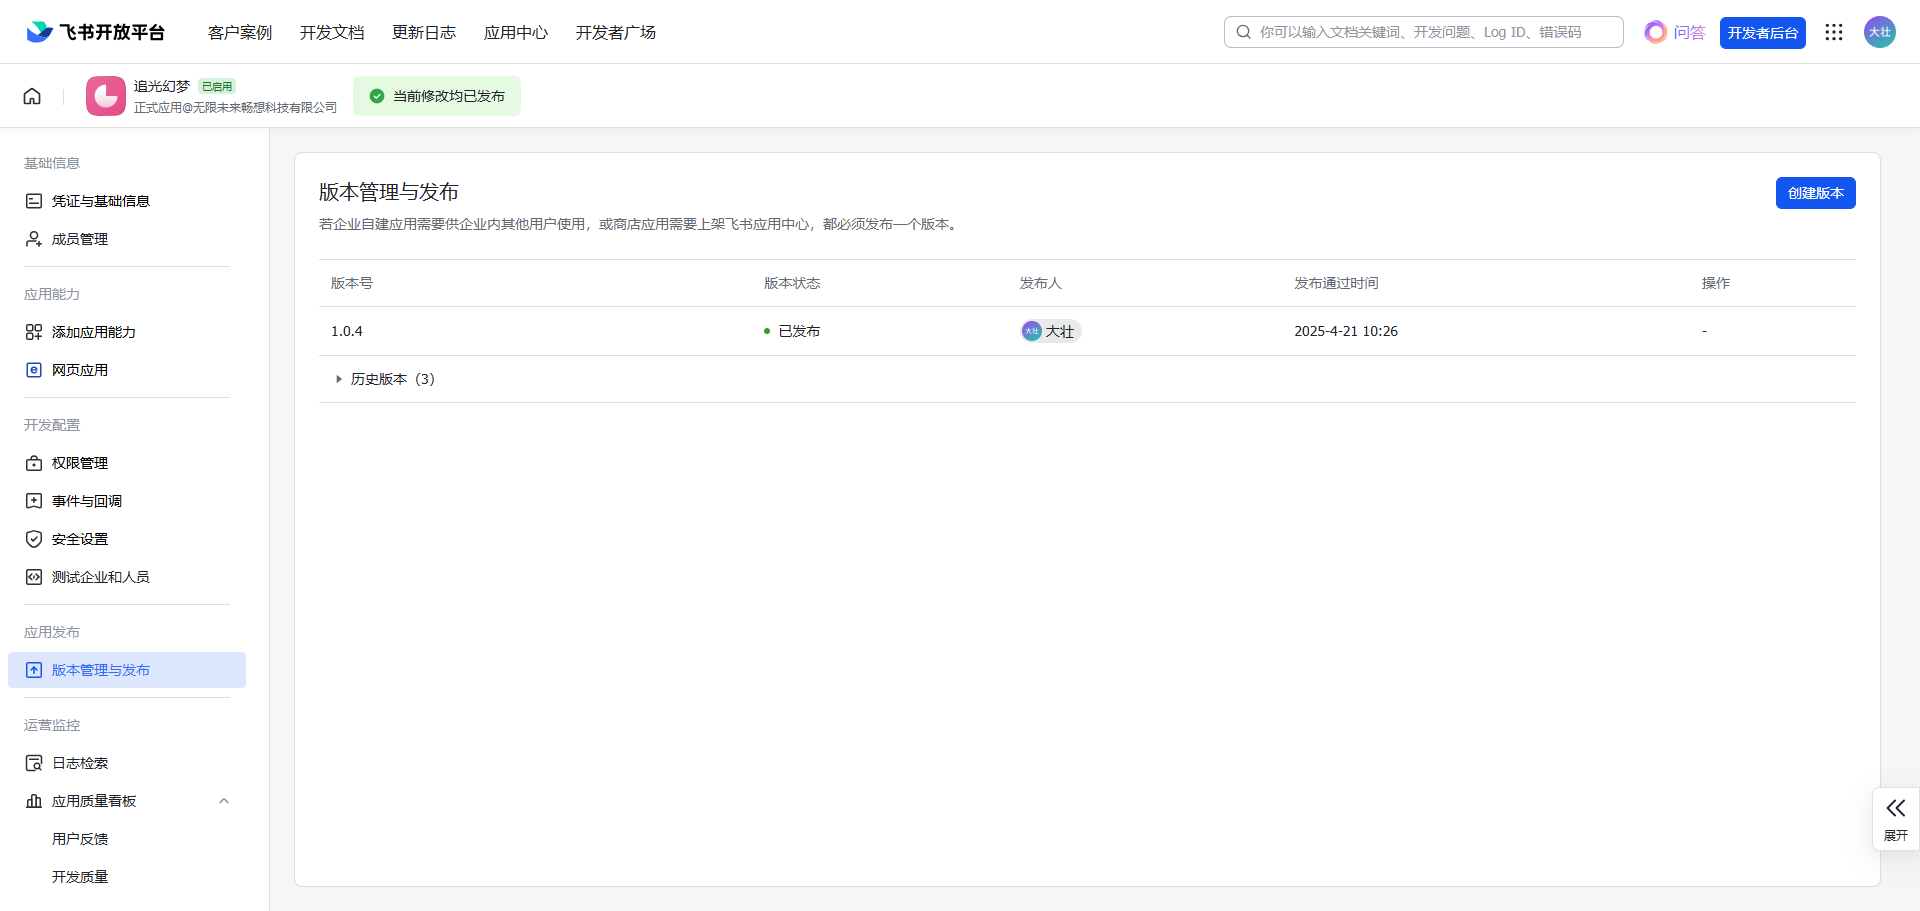 飞书开放平台 客户案例 开发文档 更新日志 应用中心 开发者广场 你可以输入文档关键词、开发问题、Log ID、错误码 问答 开发者后台 大壮
追光幻梦 已启用
正式应用@无限未来畅想科技有限公司
当前修改均已发布
基础信息
凭证与基础信息
成员管理
应用能力
添加应用能力
网页应用
开发配置
权限管理
事件与回调
安全设置
测试企业和人员
应用发布
版本管理与发布
运营监控
日志检索
应用质量看板
用户反馈
开发质量
版本管理与发布
创建版本
若企业自建应用需要供企业内其他用户使用，或商店应用需要上架飞书应用中心，都必须发布一个版本。
版本号 版本状态 发布人 发布通过时间 操作
1.0.4 已发布 大壮 大壮 2025-4-21 10:26 -
历史版本（3）
展开